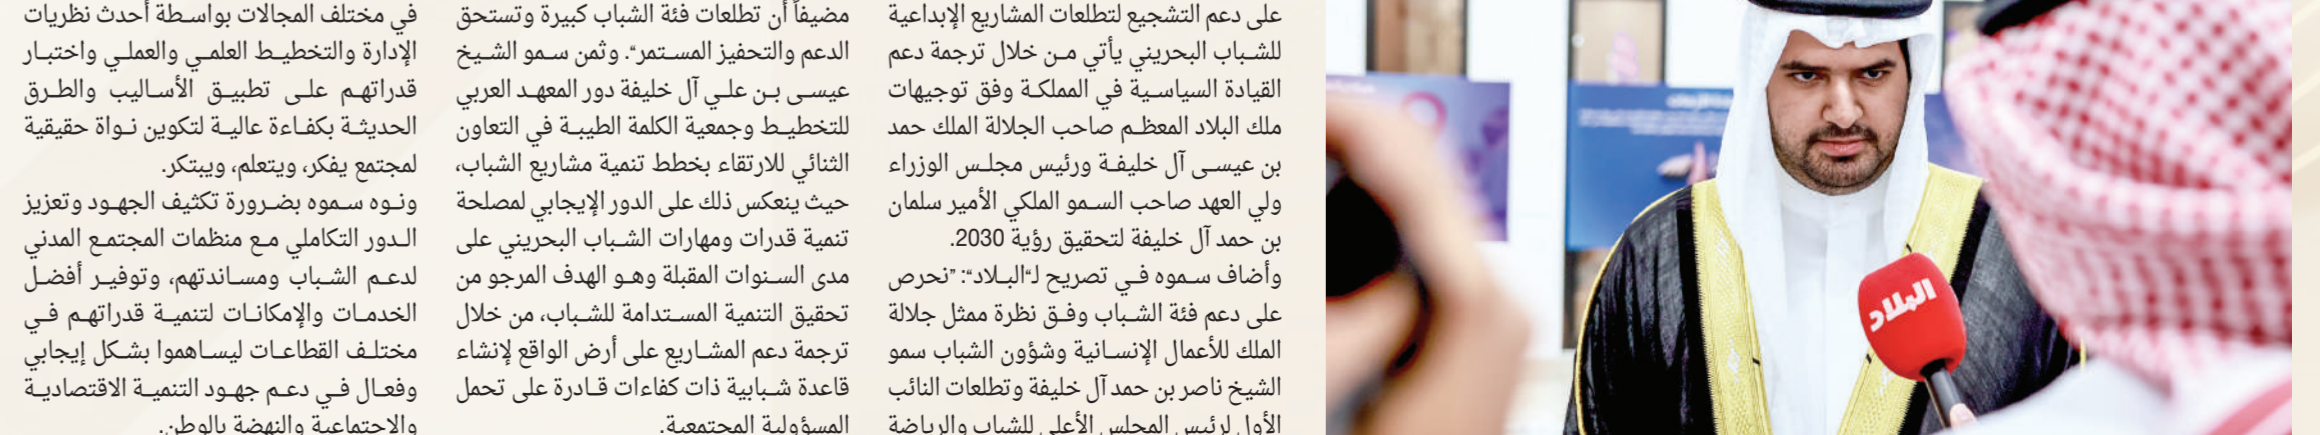 على دعم التشجيع لتطلعات المشاريع الإبداعية
للشباب البحريني يأتي من خلال ترجمة دعم
القيادة السياسية في المملكة وفق توجيهات
ملك البلاد المعظم صاحب الجلالة الملك حمد
بن عيسى آل خليفة ورئيس مجلس الوزراء
ولي العهد صاحب السمو الملكي الأمير سلمان
بن حمد آل خليفة لتحقيق رؤية 2030.
وأضاف سموه في تصريح لـ"البلاد": "نحرص
على دعم فئة الشباب وفق نظرة ممثل جلالة
الملك للأعمال الإنسانية وشؤون الشباب سمو
الشيخ ناصر بن حمد آل خليفة وتطلعات النائب
الأول لرئيس المجلس الأعلى للشباب والرياضة
مضيفاً أن تطلعات فئة الشباب كبيرة وتستحق
الدعم والتحفيز المستمر". وثمن سمو الشيخ
عيسى بن علي آل خليفة دور المعهد العربي
للتخطيط وجمعية الكلمة الطيبة في التعاون
الثنائي للارتقاء بخطط تنمية مشاريع الشباب،
حيث ينعكس ذلك على الدور الإيجابي لمصلحة
تنمية قدرات ومهارات الشباب البحريني على
مدى السنوات المقبلة وهو الهدف المرجو من
تحقيق التنمية المستدامة للشباب، من خلال
ترجمة دعم المشاريع على أرض الواقع لإنشاء
قاعدة شبابية ذات كفاءات قادرة على تحمل
المسؤولية المجتمعية.
في مختلف المجالات بواسطة أحدث نظريات
الإدارة والتخطيط العلمي والعملي واختبار
قدراتهم على تطبيق الأساليب والطرق
الحديثة بكفاءة عالية لتكوين نواة حقيقية
لمجتمع يفكر، ويتعلم، ويبتكر.
ونوه سموه بضرورة تكثيف الجهود وتعزيز
الدور التكاملي مع منظمات المجتمع المدني
لدعم الشباب ومساندتهم، وتوفير أفضل
الخدمات والإمكانات لتنمية قدراتهم في
مختلف القطاعات ليساهموا بشكل إيجابي
وفعال في دعم جهود التنمية الاقتصادية
والاجتماعية والنهضة بالوطن.
البلاد